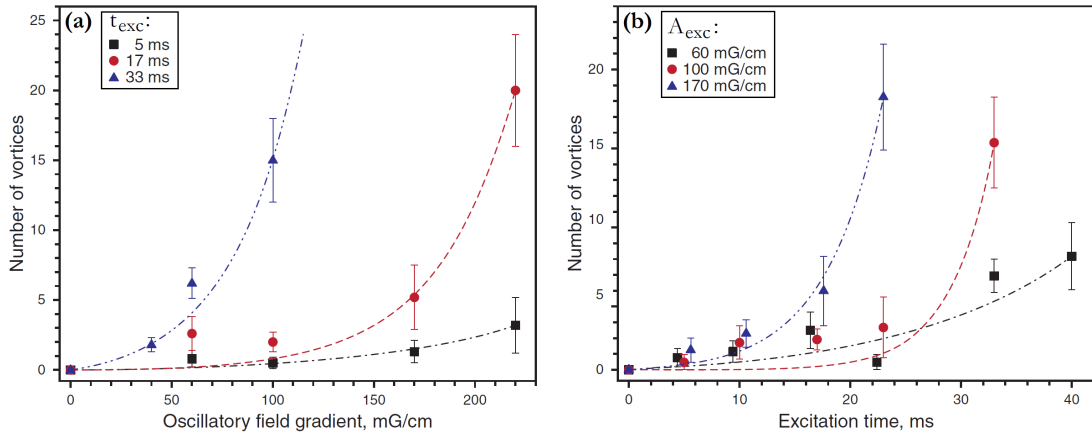 (a)
t_exc:
5 ms
17 ms
33 ms
25
20
15
10
5
0
Number of vortices
0
50
100
150
200
Oscillatory field gradient, mG/cm
(b)
A_exc:
60 mG/cm
100 mG/cm
170 mG/cm
20
15
10
5
0
Number of vortices
0
10
20
30
40
Excitation time, ms